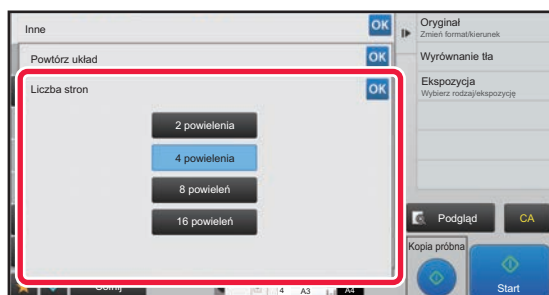 Inne
OK
Powtórz układ
OK
Liczba stron
OK
2 powielenia
4 powielenia
8 powieleń
16 powieleń
Oryginał
Zmień format/kierunek
Wyrównanie tła
Ekspozycja
Wybierz rodzaj/ekspozycję
Podgląd
CA
Kopia próbna
Start
4
A3
A4